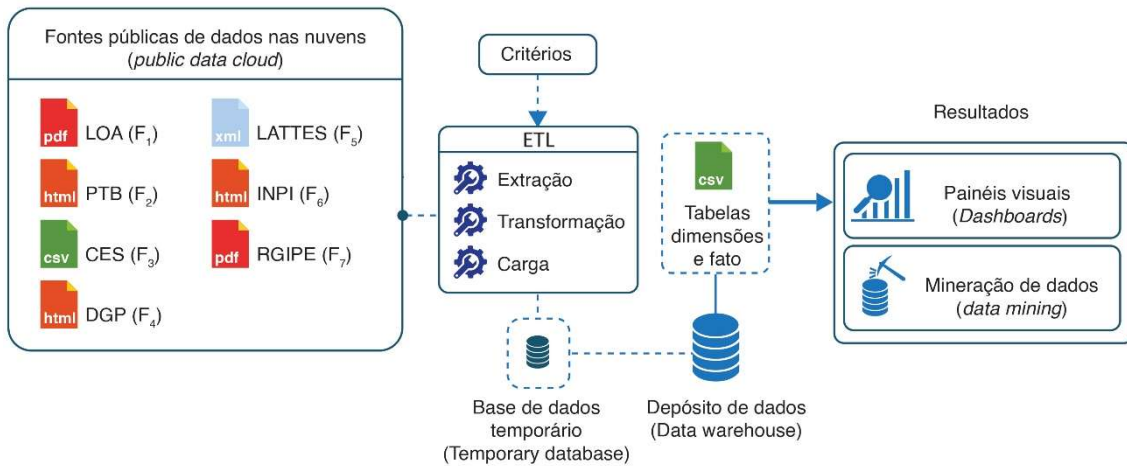 Fontes públicas de dados nas nuvens
(public data cloud)
pdf LOA (F₁)
xml LATTES (F₅)
html PTB (F₂)
html INPI (F₆)
csv CES (F₃)
pdf RGIPE (F₇)
html DGP (F₄)
Critérios
ETL
Extração
Transformação
Carga
Base de dados
temporário
(Temporary database)
csv
Tabelas
dimensões
e fato
Depósito de dados
(Data warehouse)
Resultados
Painéis visuais
(Dashboards)
Mineração de dados
(data mining)